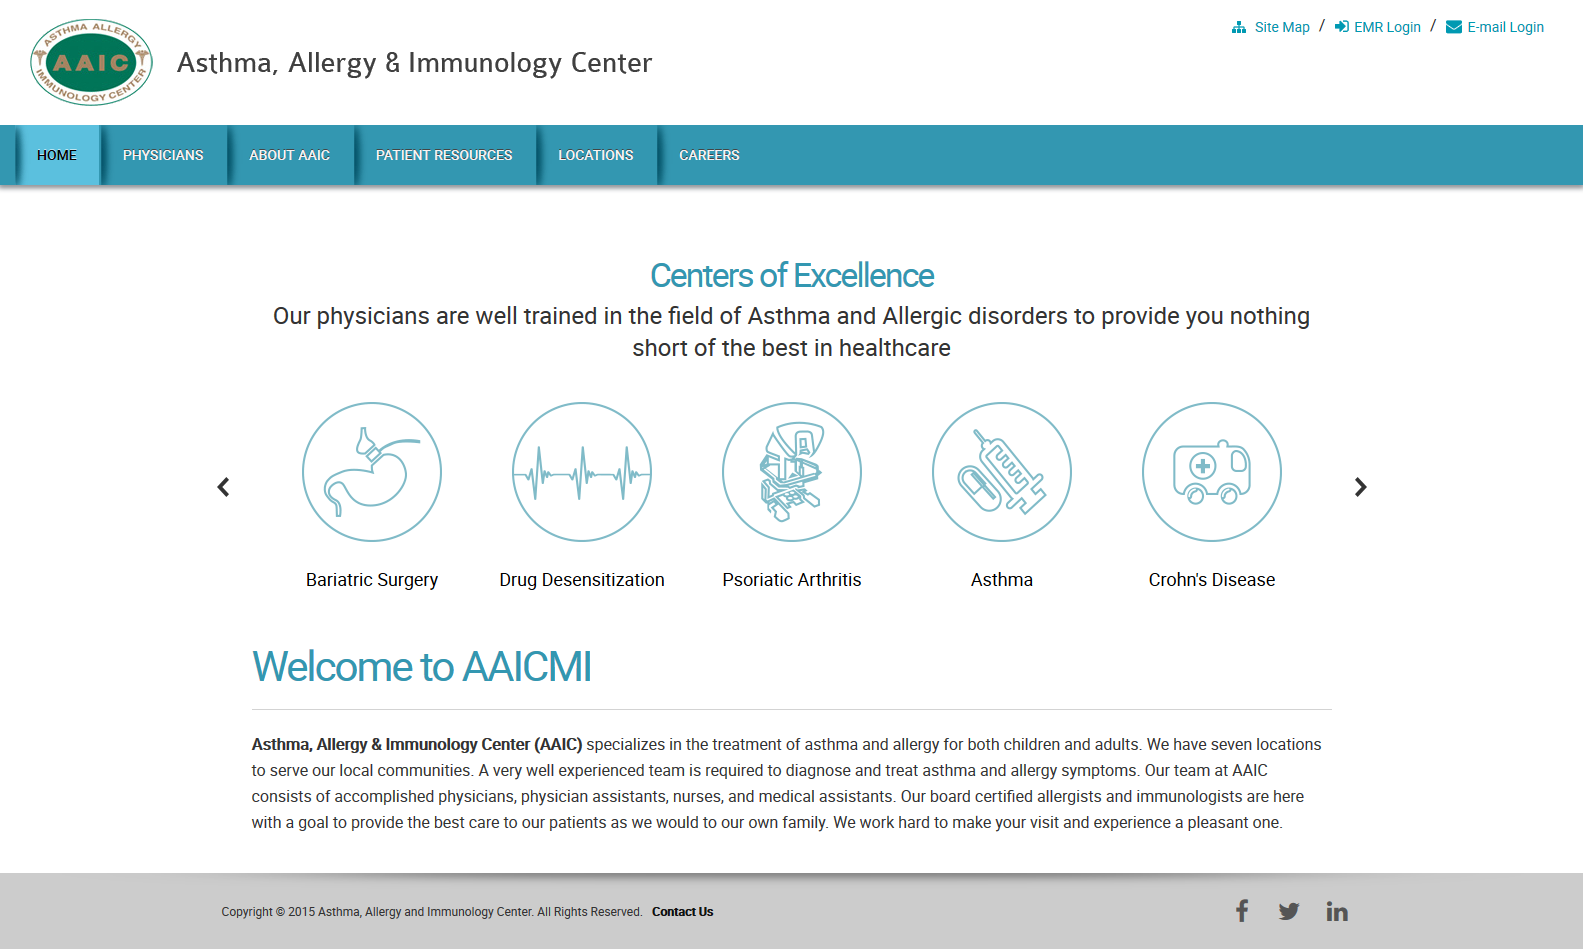 ASTHMA ALLERGY
AAIC
IMMUNOLOGY CENTER
Asthma, Allergy & Immunology Center
Site Map / EMR Login / E-mail Login
HOME PHYSICIANS ABOUT AAIC PATIENT RESOURCES LOCATIONS CAREERS
Centers of Excellence
Our physicians are well trained in the field of Asthma and Allergic disorders to provide you nothing
short of the best in healthcare
Bariatric Surgery Drug Desensitization Psoriatic Arthritis Asthma Crohn's Disease
Welcome to AAICMI
Asthma, Allergy & Immunology Center (AAIC) specializes in the treatment of asthma and allergy for both children and adults. We have seven locations
to serve our local communities. A very well experienced team is required to diagnose and treat asthma and allergy symptoms. Our team at AAIC
consists of accomplished physicians, physician assistants, nurses, and medical assistants. Our board certified allergists and immunologists are here
with a goal to provide the best care to our patients as we would to our own family. We work hard to make your visit and experience a pleasant one.
Copyright © 2015 Asthma, Allergy and Immunology Center. All Rights Reserved. Contact Us